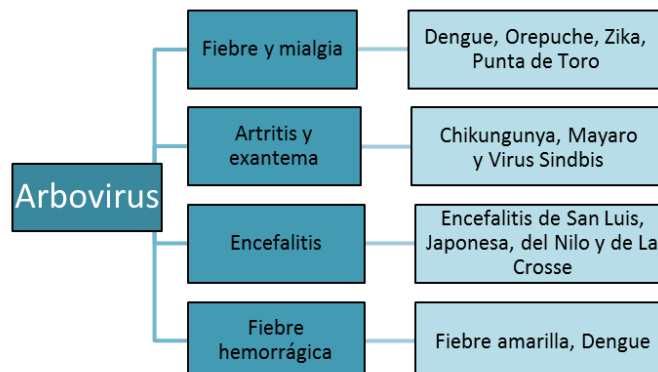 Arbovirus
Fiebre y mialgia
Dengue, Orepuche, Zika,
Punta de Toro
Artritis y
exantema
Chikungunya, Mayaro
y Virus Sindbis
Encefalitis
Encefalitis de San Luis,
Japonesa, del Nilo y de La
Crosse
Fiebre
hemorrágica
Fiebre amarilla, Dengue